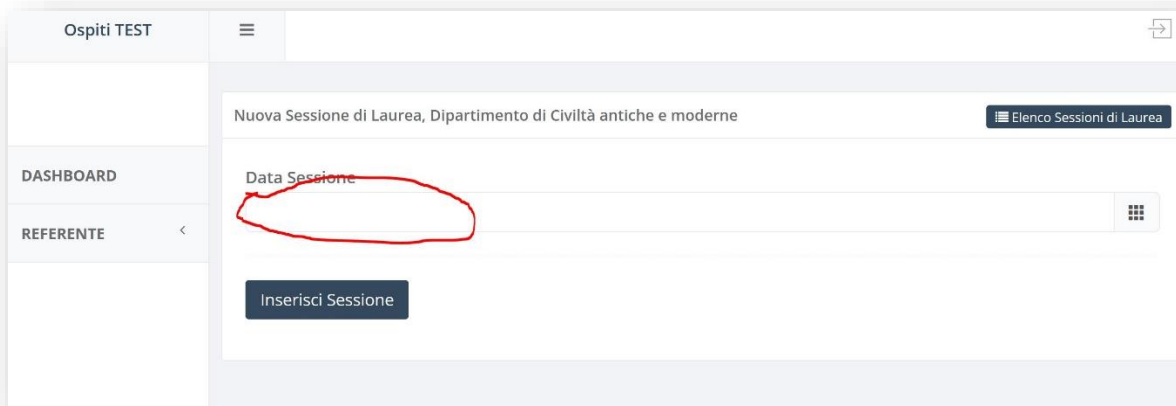 Ospiti TEST
Nuova Sessione di Laurea, Dipartimento di Civiltà antiche e moderne
Elenco Sessioni di Laurea
DASHBOARD
Data Sessione
REFERENTE
Inserisci Sessione